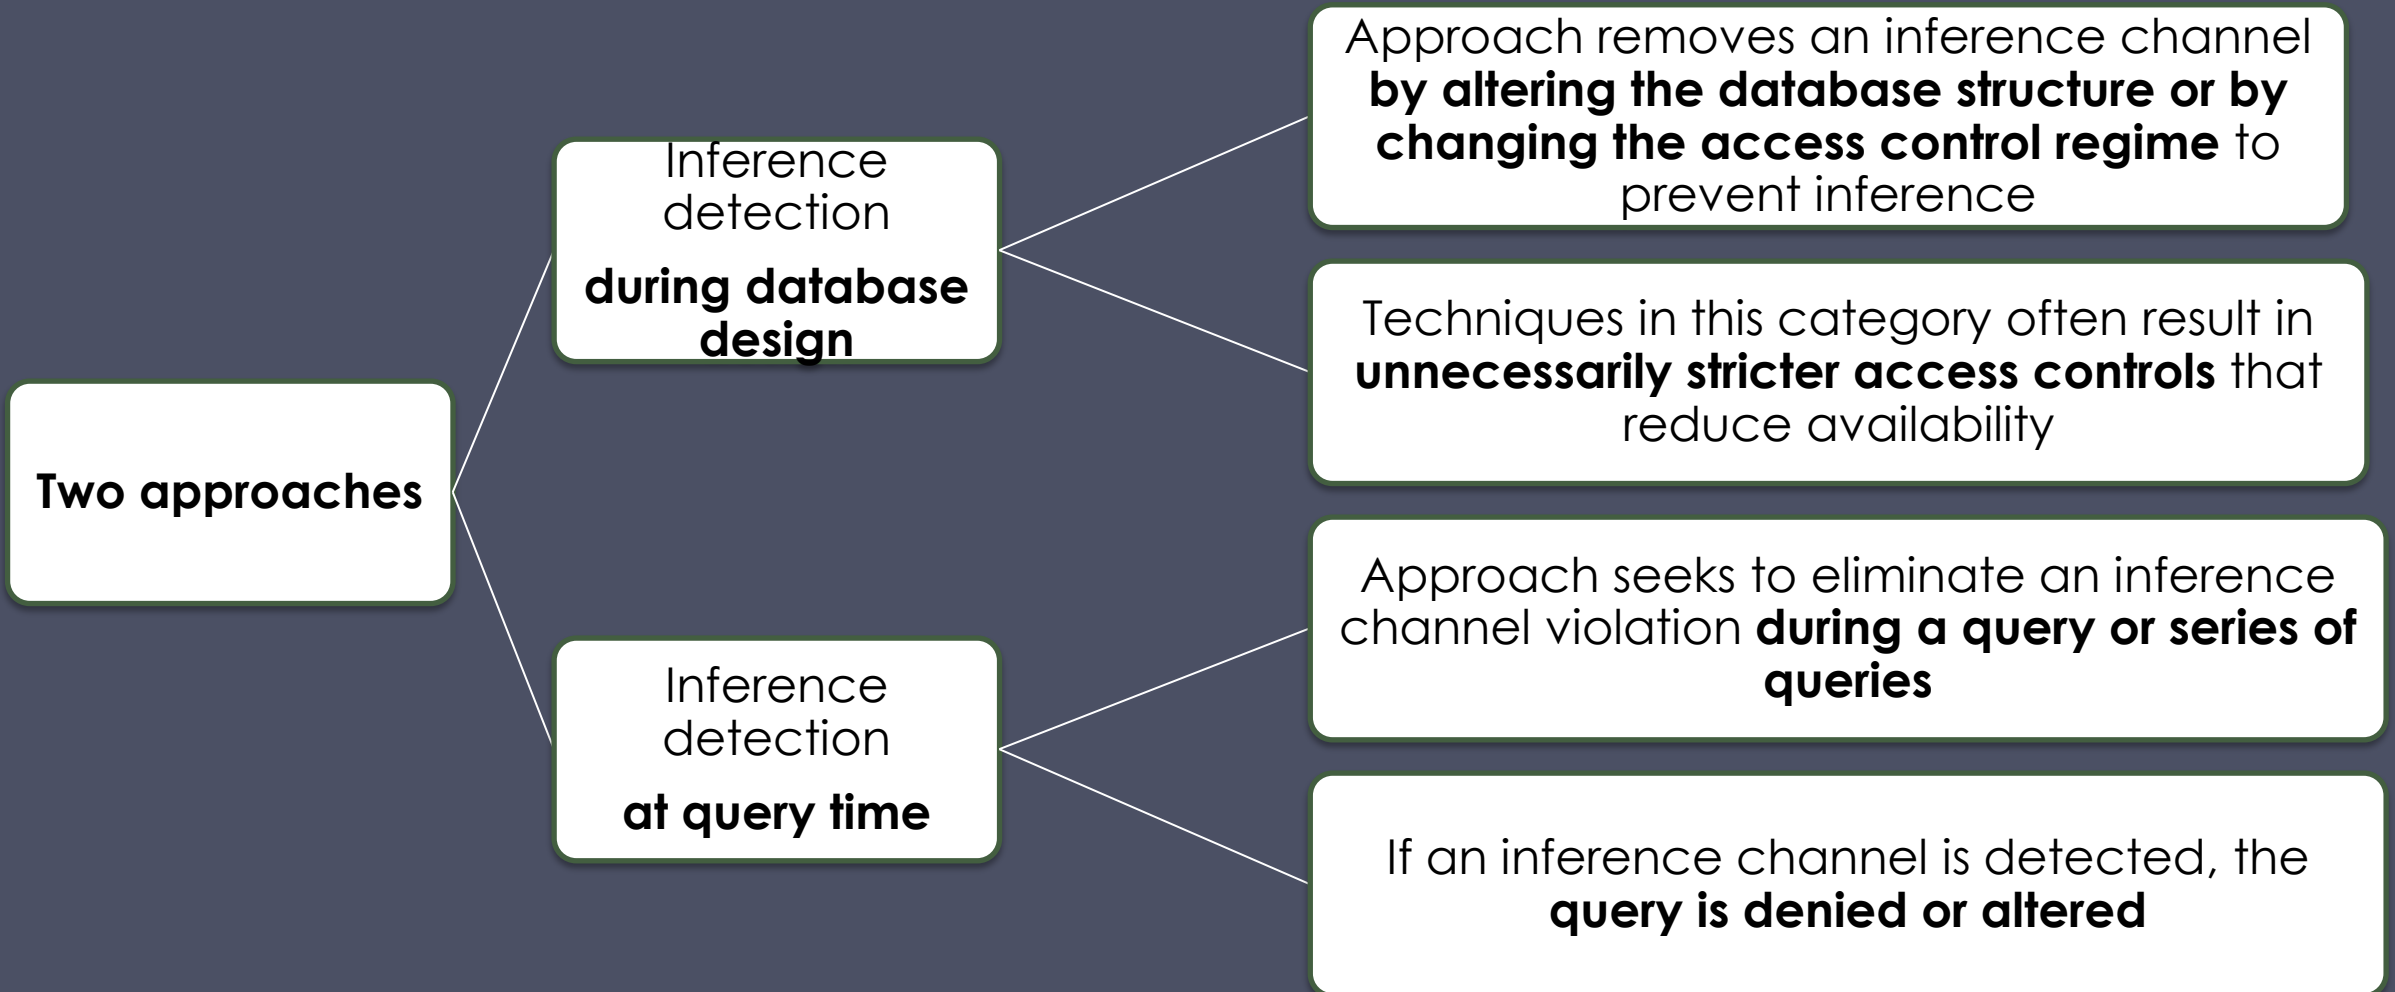 Two approaches
Inference
detection
during database
design
Approach removes an inference channel
by altering the database structure or by
changing the access control regime to
prevent inference
Techniques in this category often result in
unnecessarily stricter access controls that
reduce availability
Inference
detection
at query time
Approach seeks to eliminate an inference
channel violation during a query or series of
queries
If an inference channel is detected, the
query is denied or altered